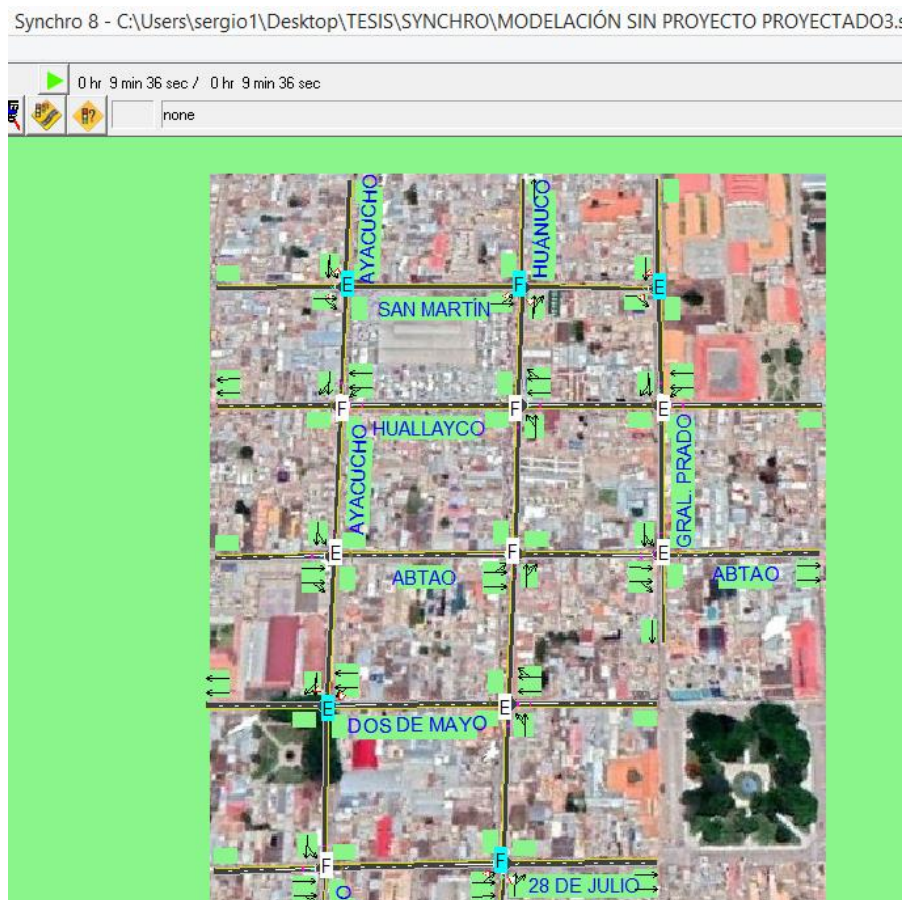 Synchro 8 - C:\Users\sergio1\Desktop\TESIS\SYNCHRO\MODELACIÓN SIN PROYECTO PROYECTADO3.s
0 hr 9 min 36 sec / 0 hr 9 min 36 sec
none
AYACUCHO
HUÁNUCO
E
F
E
SAN MARTÍN
F
F
E
HUALLAYCO
AYACUCHO
GRAL. PRADO
E
F
E
ABTAO
ABTAO
E
E
DOS DE MAYO
F
F
28 DE JULIO
O